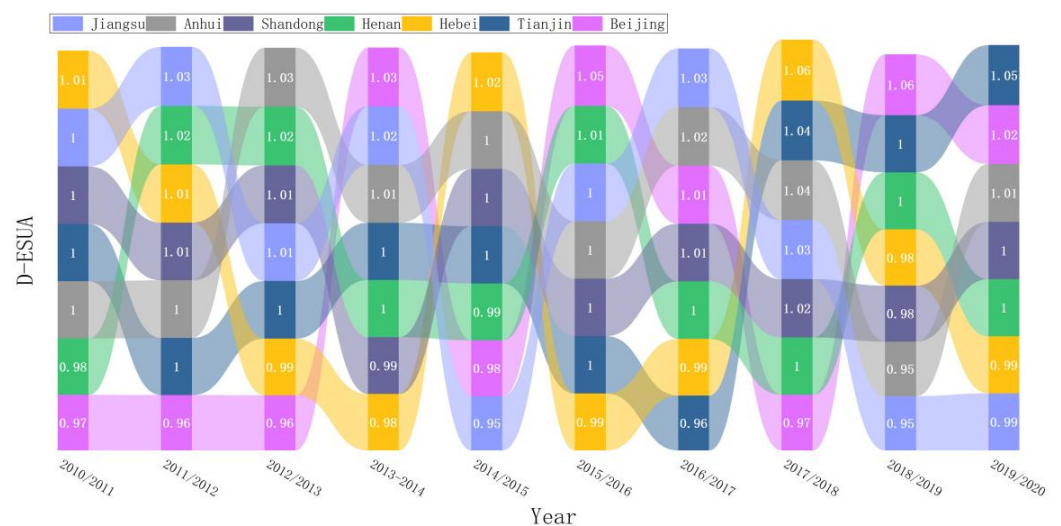 Jiangsu Anhui Shandong Henan Hebei Tianjin Beijing
D-ESUA
1.01 1.03 1.03 1.03 1.02 1.05 1.03 1.06 1.06 1.05
1 1.02 1.02 1.02 1 1.01 1.02 1.04 1 1.02
1 1.01 1.01 1.01 1 1 1.01 1.04 1 1.01
1 1.01 1.01 1 1 1 1.01 1.03 0.98 1
1 1 1 1 0.99 1 1 1.02 0.98 1
0.98 1 0.99 0.99 0.98 1 0.99 1 0.95 0.99
0.97 0.96 0.96 0.98 0.95 0.99 0.96 0.97 0.95 0.99
2010/2011 2011/2012 2012/2013 2013-2014 2014/2015 2015/2016 2016/2017 2017/2018 2018/2019 2019/2020
Year